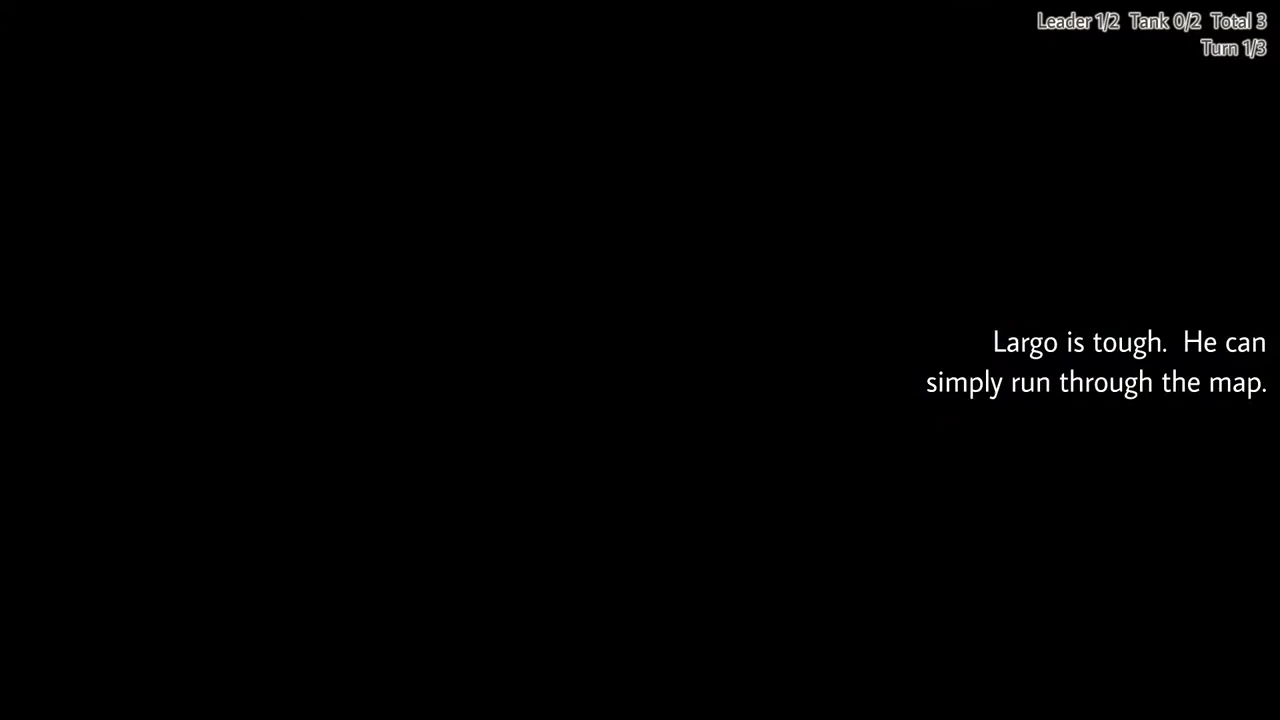 Leader 1/2  Tank 0/2  Total 3
Turn 1/3
Largo is tough.  He can
simply run through the map.